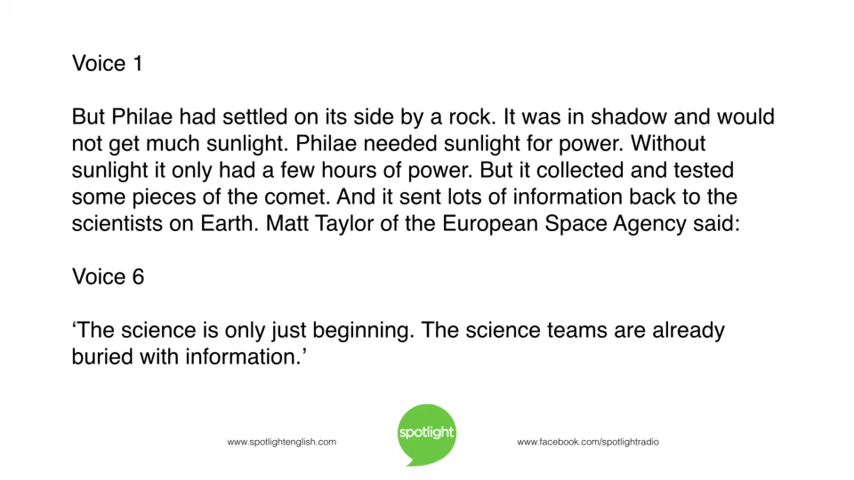 Voice 1
But Philae had settled on its side by a rock. It was in shadow and would
not get much sunlight. Philae needed sunlight for power. Without
sunlight it only had a few hours of power. But it collected and tested
some pieces of the comet. And it sent lots of information back to the
scientists on Earth. Matt Taylor of the European Space Agency said:
Voice 6
‘The science is only just beginning. The science teams are already
buried with information.’
www.spotlightenglish.com
spotlight
www.facebook.com/spotlightradio